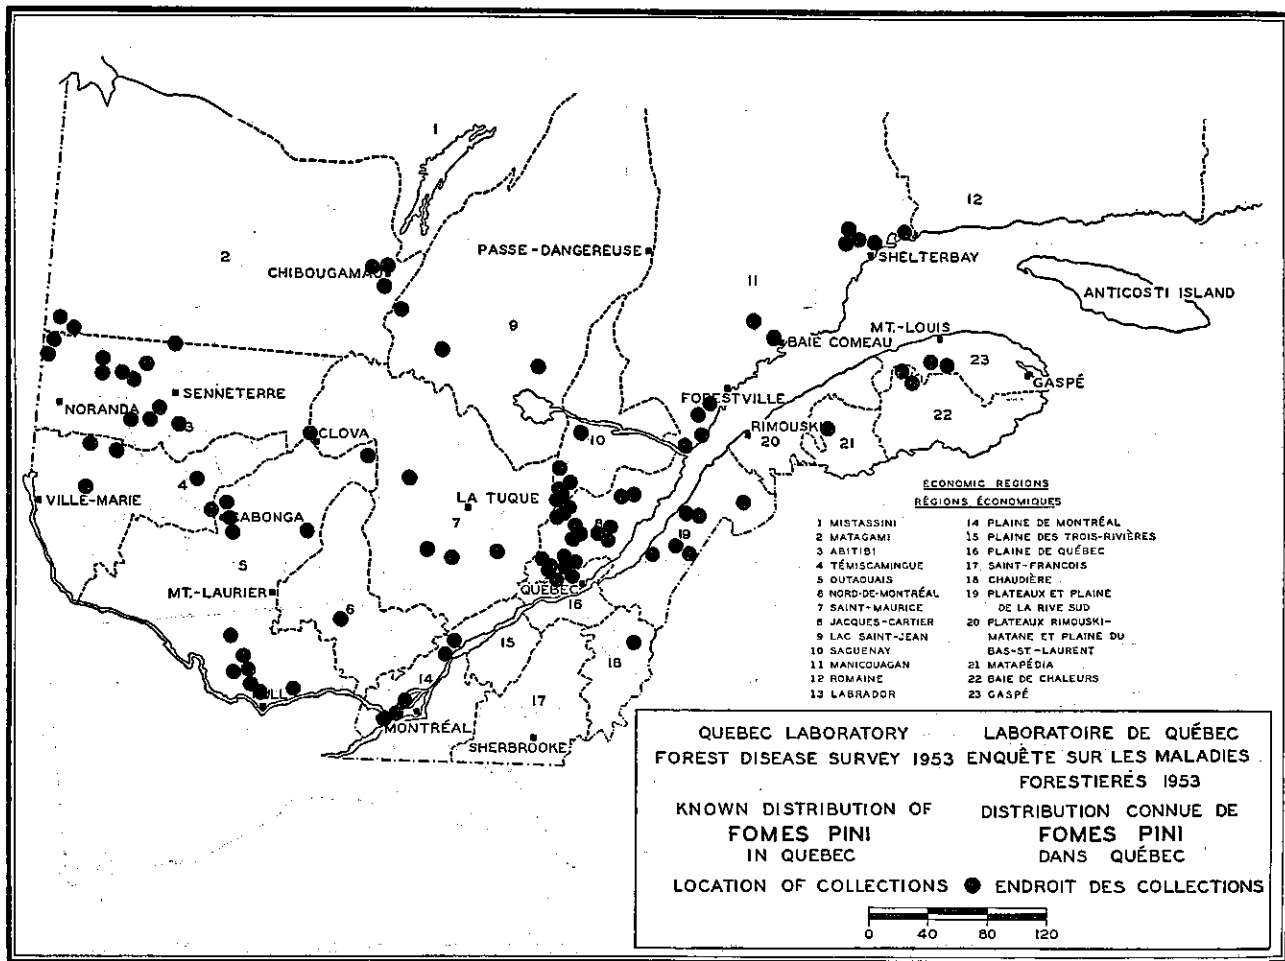 1
12
2
PASSE-DANGEREUSE
SHELTERBAY
CHIBOUGAMAU
11
ANTICOSTI ISLAND
9
MT.-LOUIS
BAIE COMEAU
23
GASPÉ
SENNETERRE
NORANDA
FORESTVILLE
22
3
CLOVA
10
RIMOUSKI
20
21
4
VILLE-MARIE
LA TUQUE
7
CABONGA
8
19
5
MT.-LAURIER
QUÉBEC
16
6
15
18
14
17
HULL
MONTRÉAL
SHERBROOKE
ECONOMIC REGIONS
RÉGIONS ÉCONOMIQUES
1 MISTASSINI
2 MATAGAMI
3 ABITIBI
4 TÉMISCAMINGUE
5 OUTAOUAIS
6 NORD-DE-MONTRÉAL
7 SAINT-MAURICE
8 JACQUES-CARTIER
9 LAC SAINT-JEAN
10 SAGUENAY
11 MANICOUAGAN
12 ROMAINE
13 LABRADOR
14 PLAINE DE MONTRÉAL
15 PLAINE DES TROIS-RIVIÈRES
16 PLAINE DE QUÉBEC
17 SAINT-FRANCOIS
18 CHAUDIÈRE
19 PLATEAUX ET PLAINE
DE LA RIVE SUD
20 PLATEAUX RIMOUSKI-
MATANE ET PLAINE DU
BAS-ST-LAURENT
21 MATAPÉDIA
22 BAIE DE CHALEURS
23 GASPÉ
QUEBEC LABORATORY
FOREST DISEASE SURVEY 1953
LABORATOIRE DE QUÉBEC
ENQUÊTE SUR LES MALADIES
FORESTIERÉS 1953
KNOWN DISTRIBUTION OF
FOMES PINI
IN QUEBEC
DISTRIBUTION CONNUE DE
FOMES PINI
DANS QUÉBEC
LOCATION OF COLLECTIONS ● ENDROIT DES COLLECTIONS
0 40 80 120